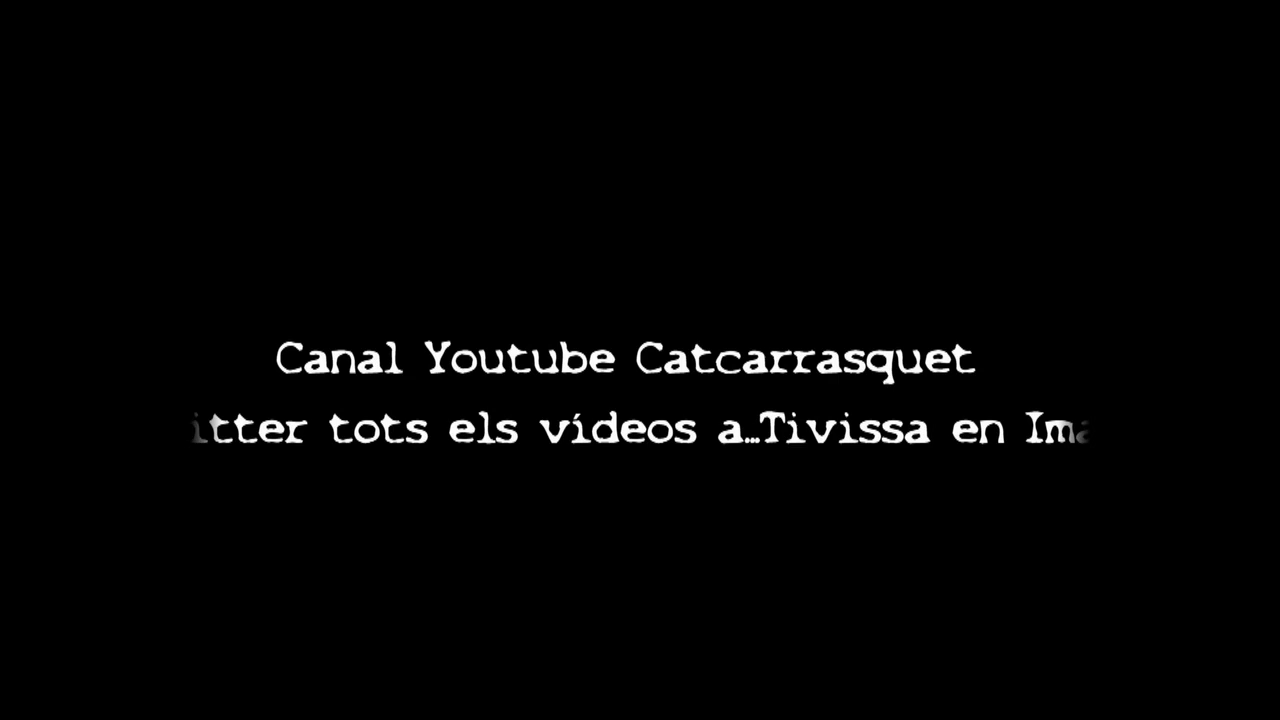 Canal Youtube Catcarrasquet
tots els vídeos a...Tivissa en